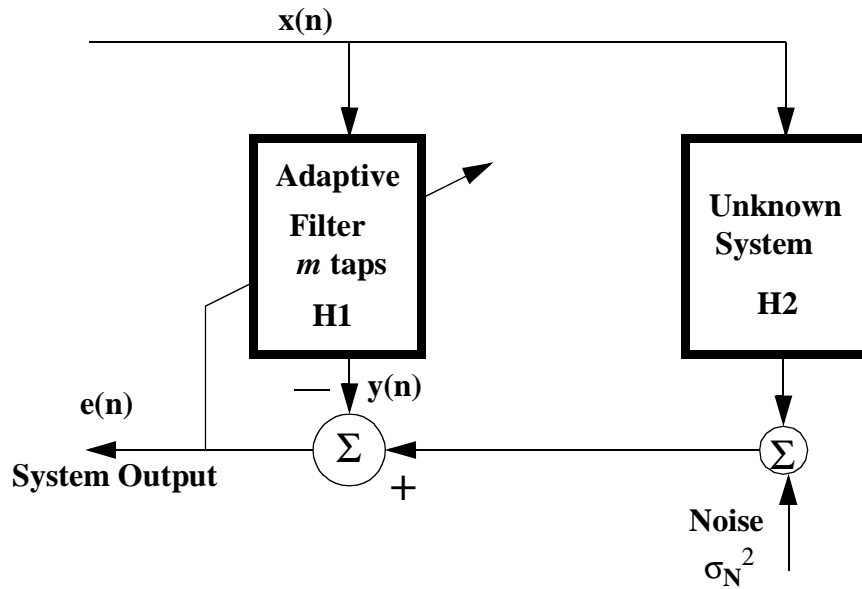 x(n)
Adaptive
Filter
m taps
H1
Unknown
System
H2
—
y(n)
e(n)
Σ
Σ
System Output
+
Noise
σN²